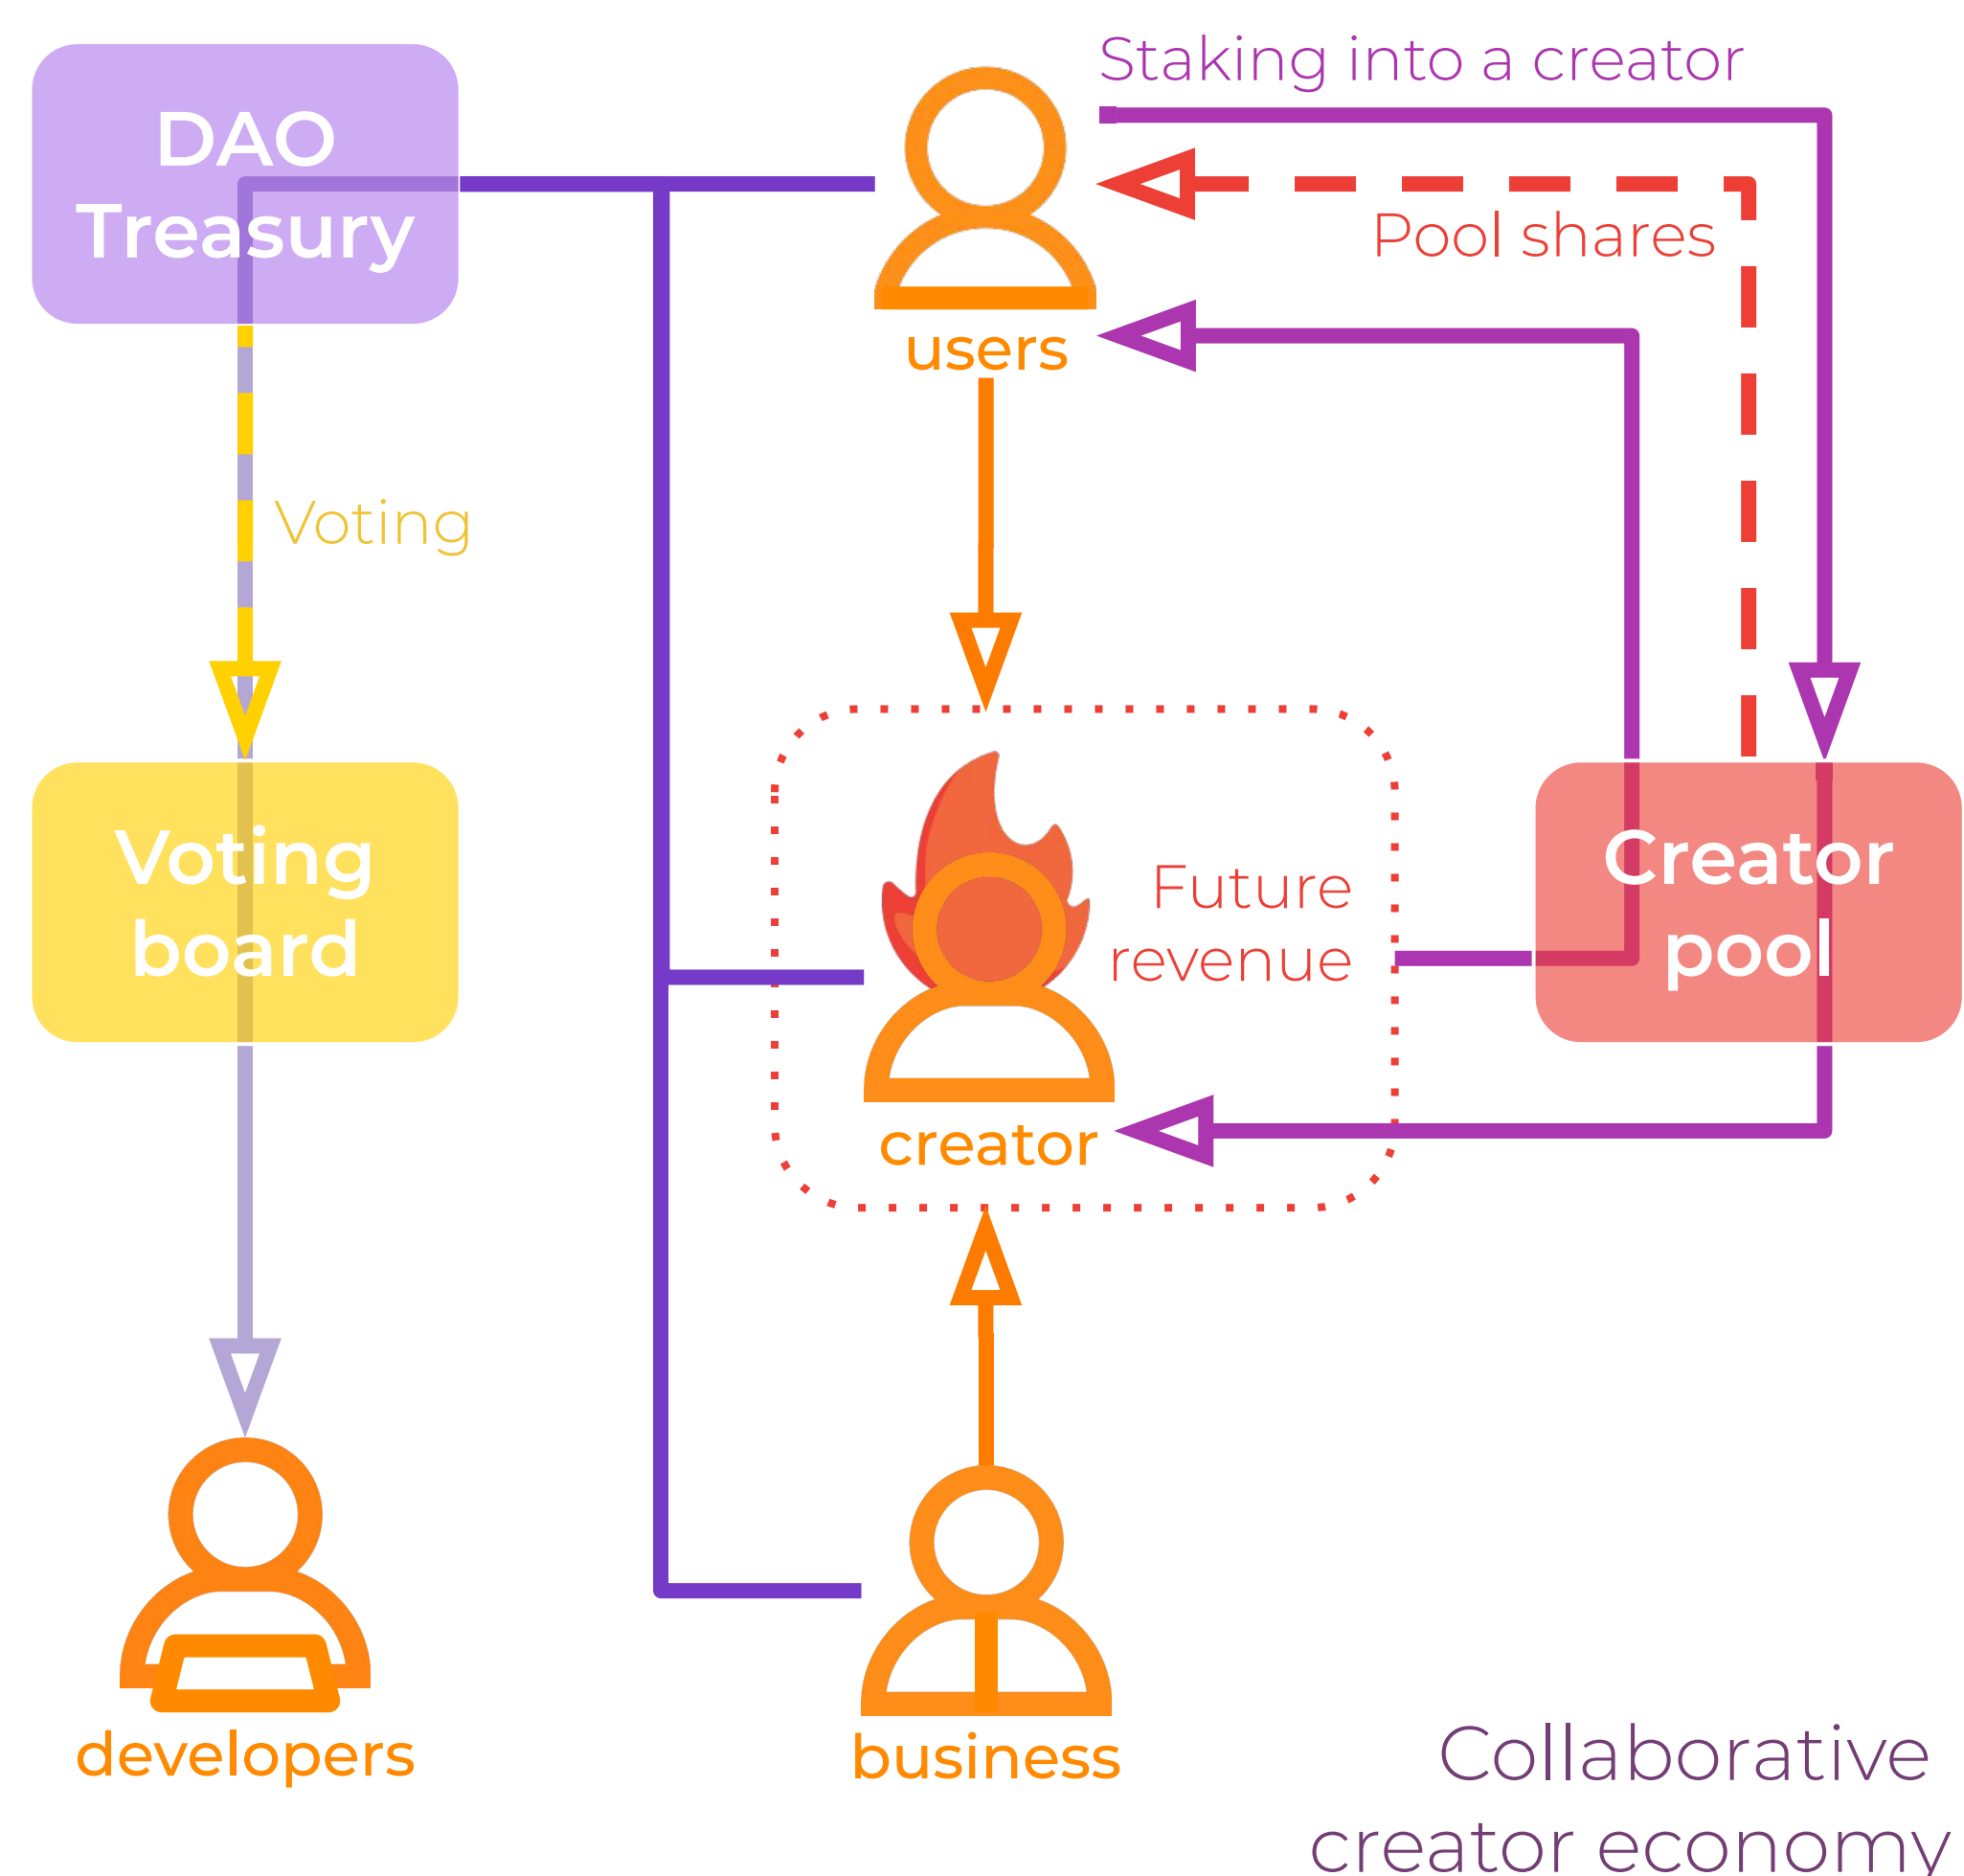 Staking into a creator
DAO
Treasury
Pool shares
users
Voting
Voting
board
Future
revenue
Creator
pool
creator
developers
business
Collaborative
creator economy